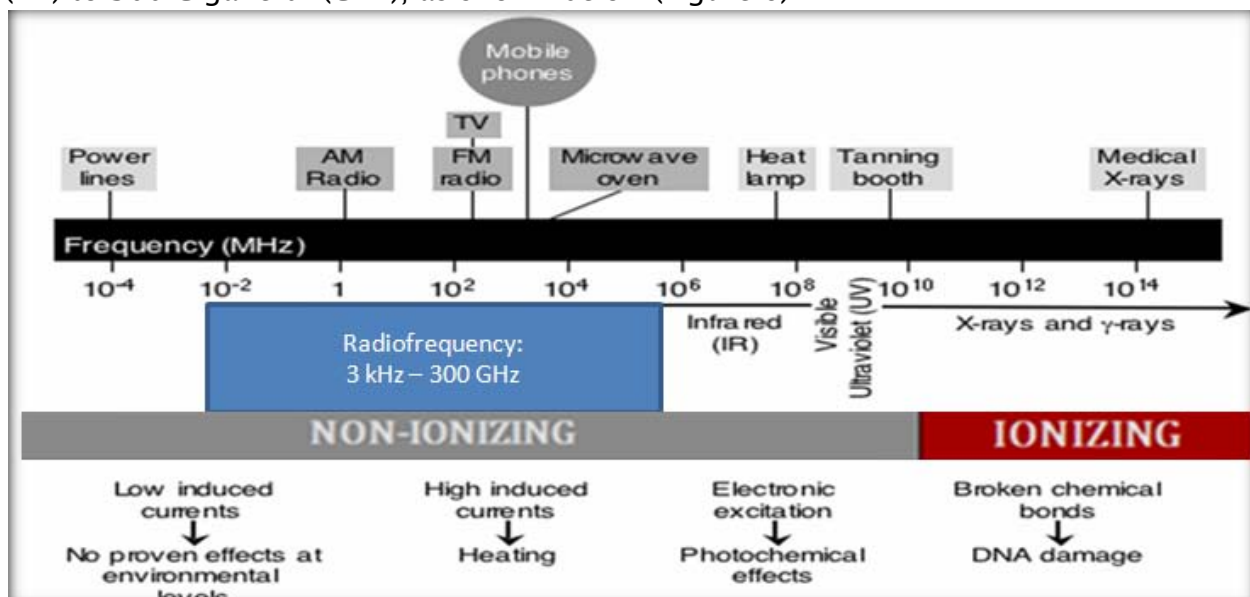 Mobile
phones
TV
Power
lines
AM
Radio
FM
radio
Microwave
oven
Heat
lamp
Tanning
booth
Medical
X-rays
Frequency (MHz)
10⁻⁴ 10⁻² 1 10² 10⁴ 10⁶ 10⁸ 10¹⁰ 10¹² 10¹⁴
Radiofrequency:
3 kHz – 300 GHz
Infrared
(IR)
Visible
Ultraviolet (UV)
X-rays and γ-rays
NON-IONIZING
IONIZING
Low induced
currents
No proven effects at
environmental
levels
High induced
currents
Heating
Electronic
excitation
Photochemical
effects
Broken chemical
bonds
DNA damage